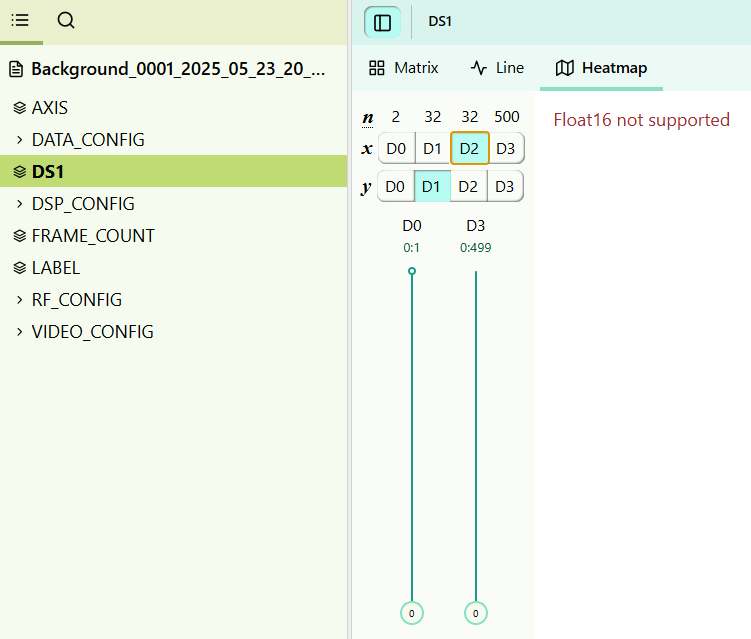 Background_0001_2025_05_23_20_...
AXIS
DATA_CONFIG
DS1
DSP_CONFIG
FRAME_COUNT
LABEL
RF_CONFIG
VIDEO_CONFIG
DS1
Matrix Line Heatmap
n 2 32 32 500
x D0 D1 D2 D3
y D0 D1 D2 D3
D0 D3
0:1 0:499
0 0
Float16 not supported